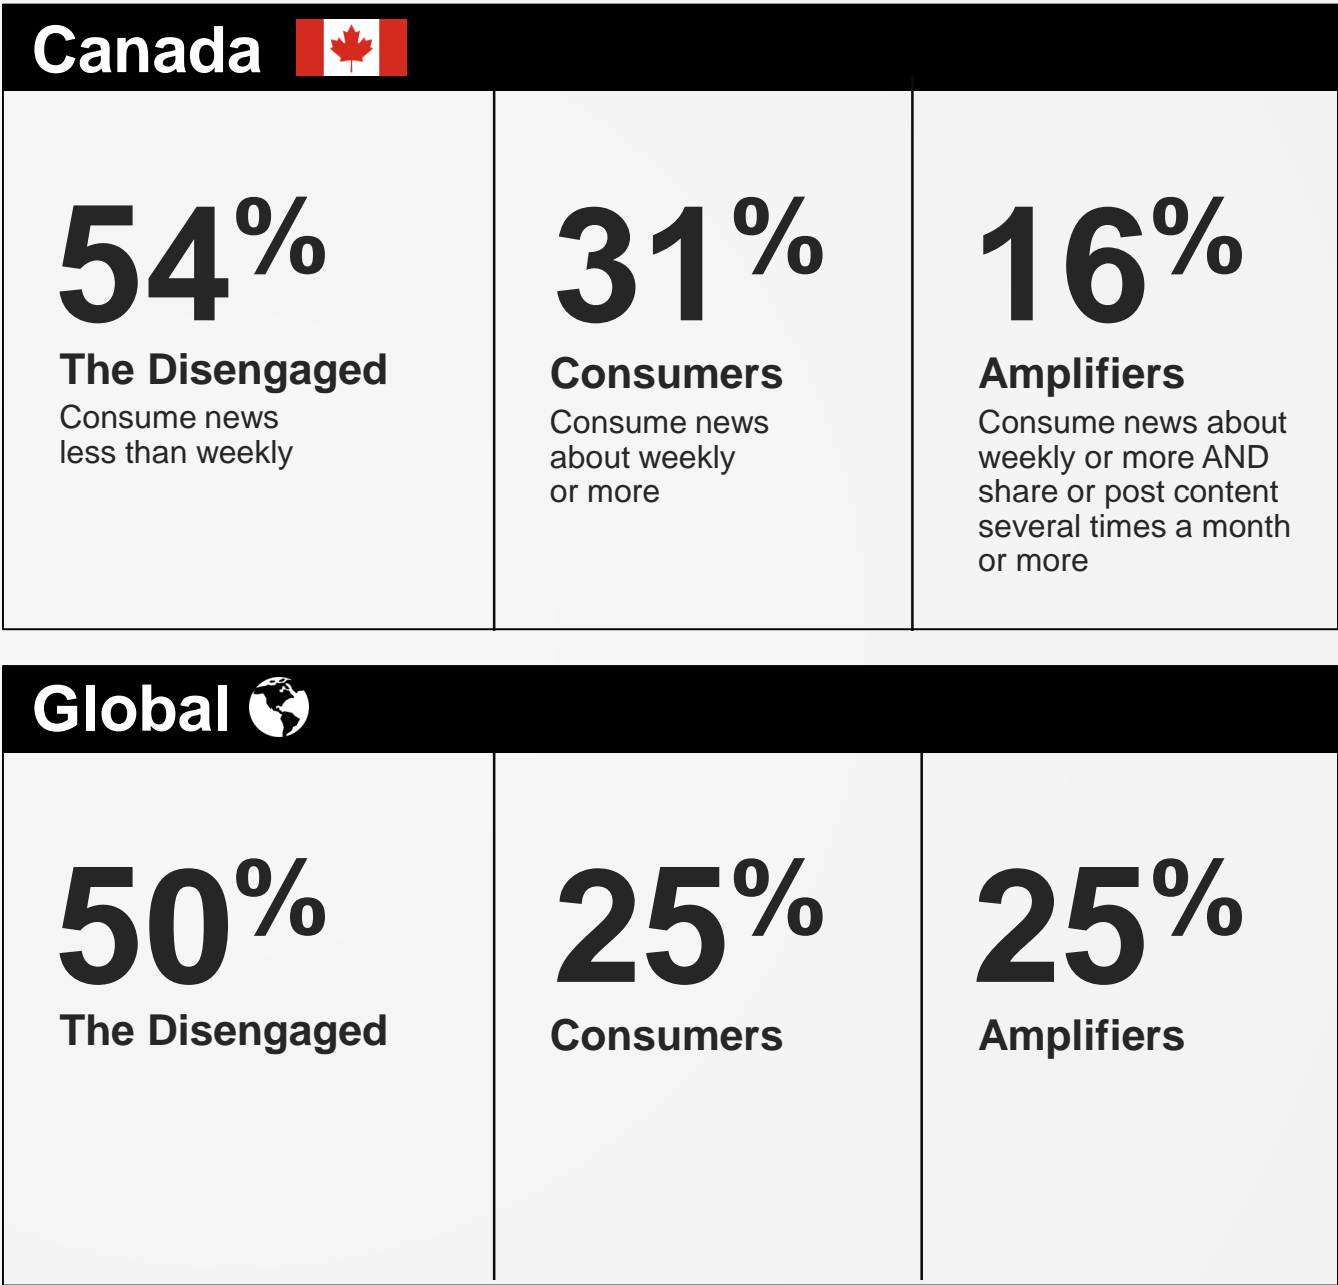 Canada
54%
The Disengaged
Consume news
less than weekly
31%
Consumers
Consume news
about weekly
or more
16%
Amplifiers
Consume news about
weekly or more AND
share or post content
several times a month
or more
Global
50%
The Disengaged
25%
Consumers
25%
Amplifiers